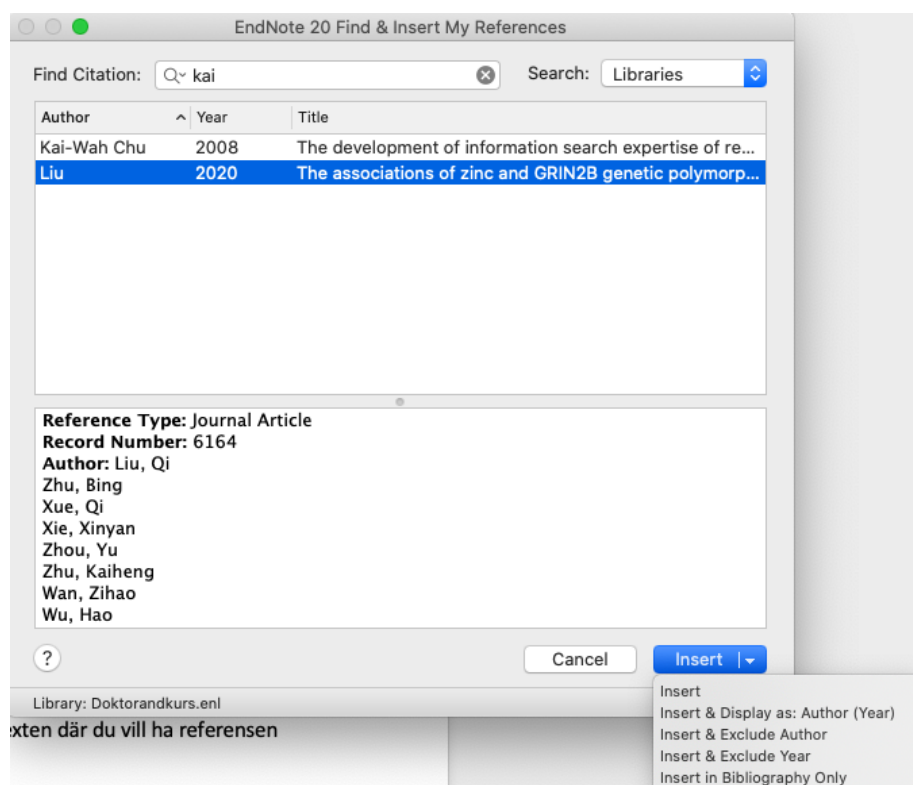 EndNote 20 Find & Insert My References
Find Citation: kai Search: Libraries
Author Year Title
Kai-Wah Chu 2008 The development of information search expertise of re...
Liu 2020 The associations of zinc and GRIN2B genetic polymorp...
Reference Type: Journal Article
Record Number: 6164
Author: Liu, Qi
Zhu, Bing
Xue, Qi
Xie, Xinyan
Zhou, Yu
Zhu, Kaiheng
Wan, Zihao
Wu, Hao
? Cancel Insert
Library: Doktorandkurs.enl
Insert
Insert & Display as: Author (Year)
Insert & Exclude Author
Insert & Exclude Year
Insert in Bibliography Only
exten där du vill ha referensen